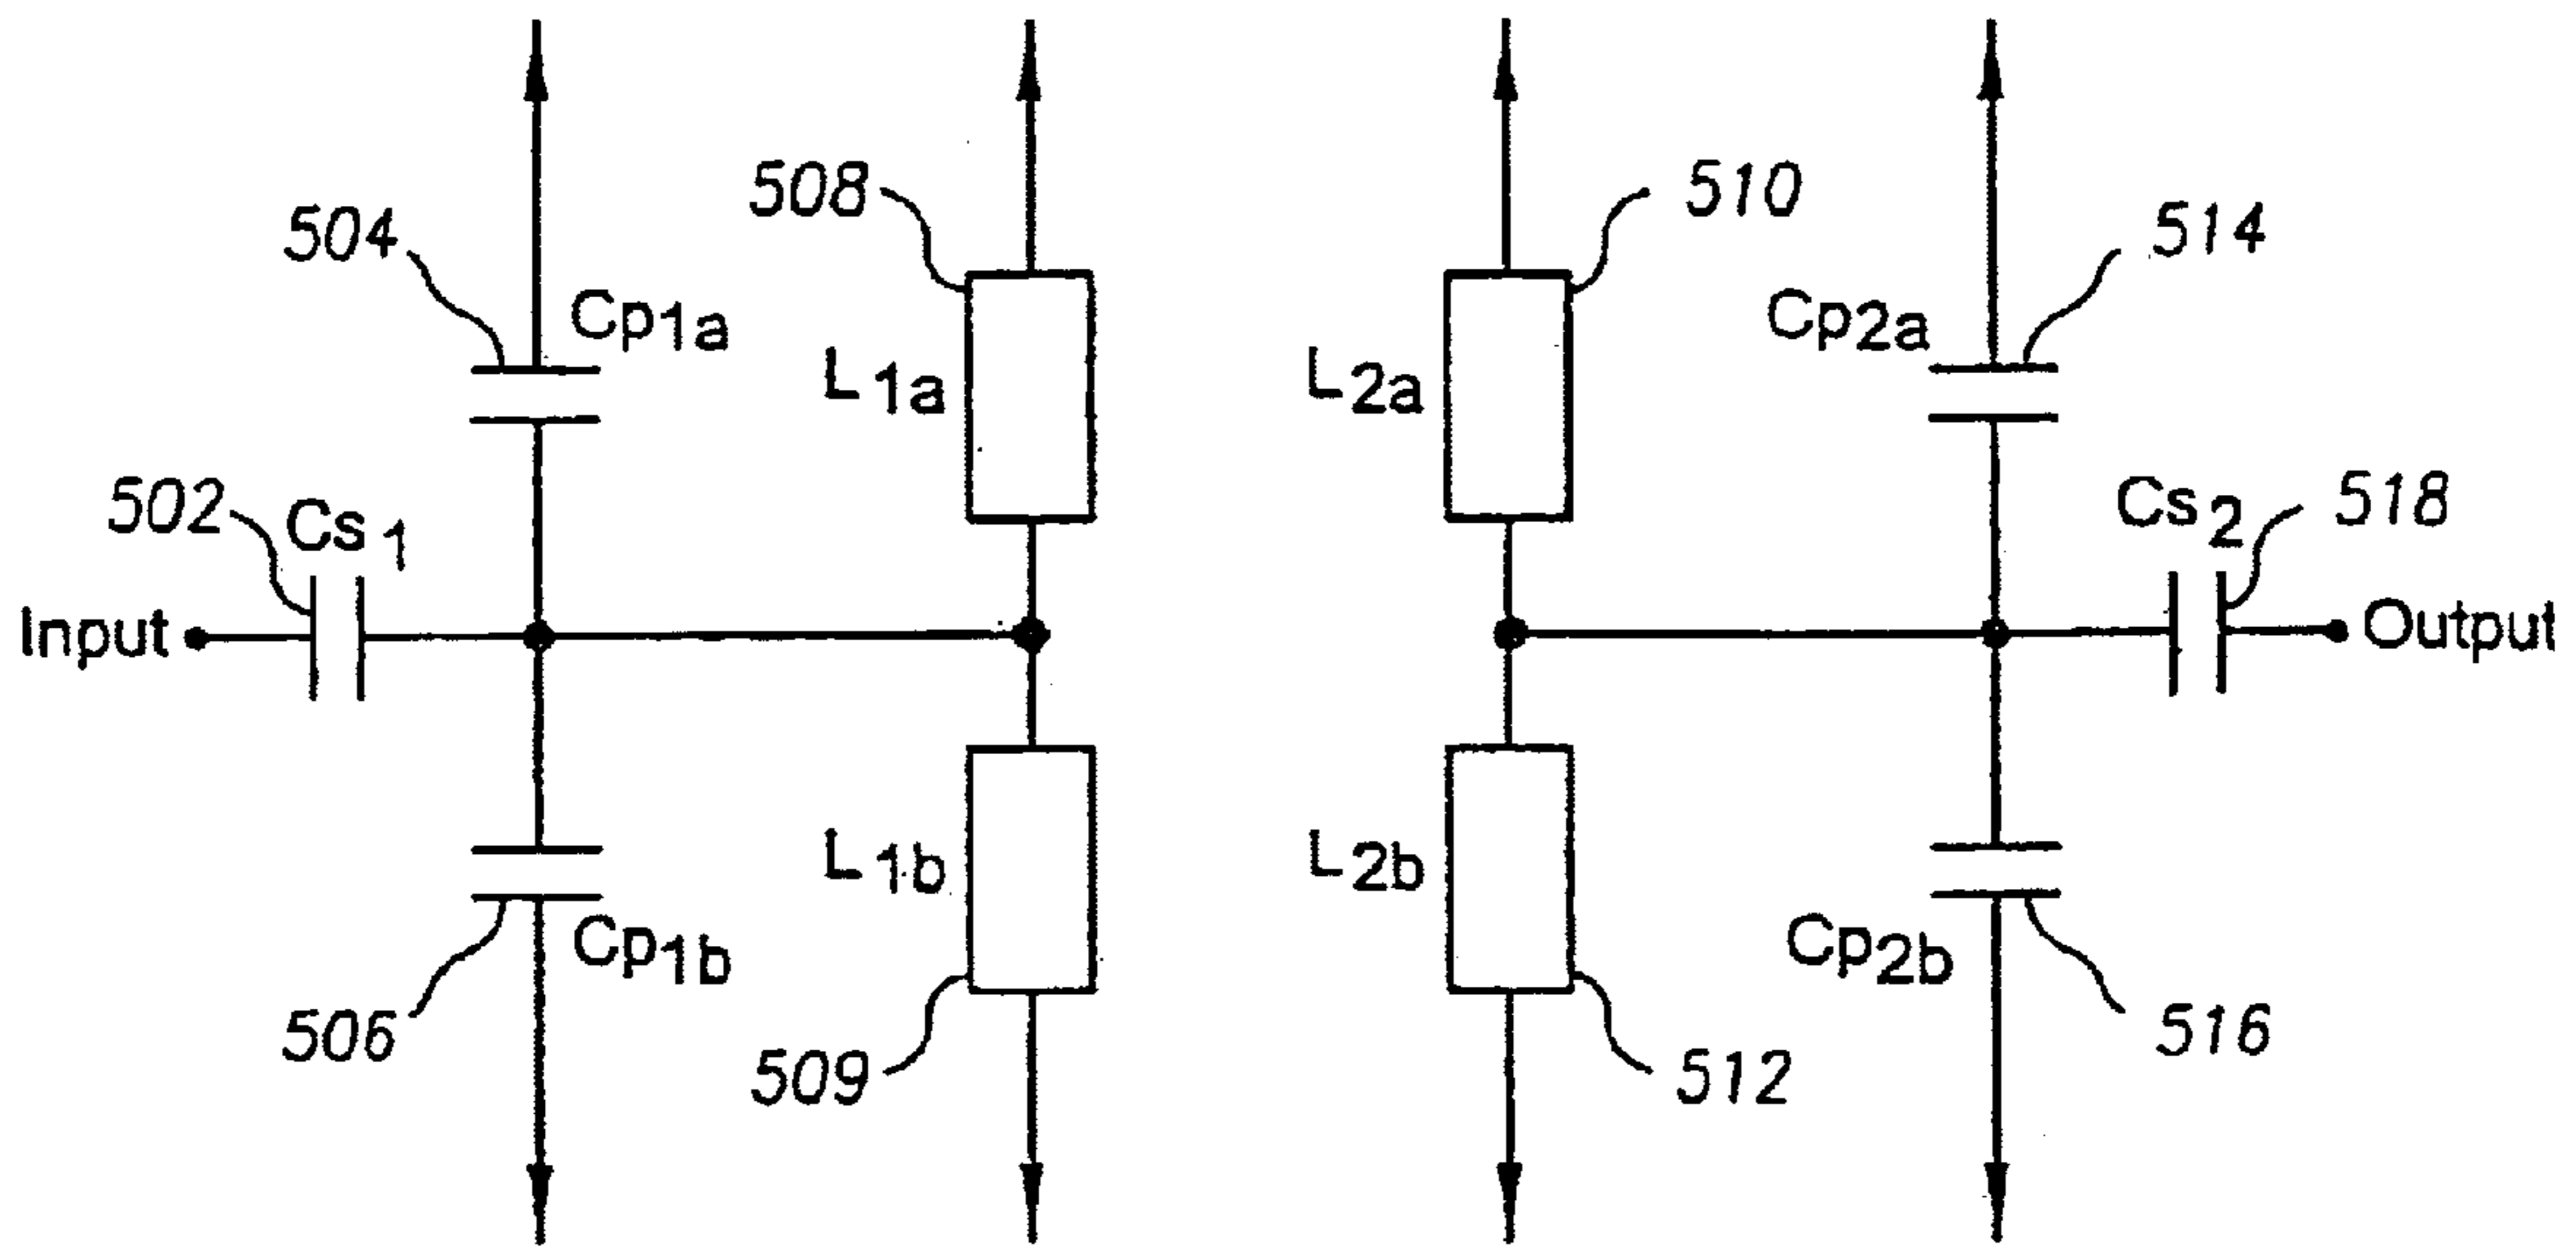 508
510
504
514
Cp1a
Cp2a
L1a
L2a
502
Cs1
Cs2
518
Input
Output
L1b
L2b
Cp1b
Cp2b
506
516
509
512